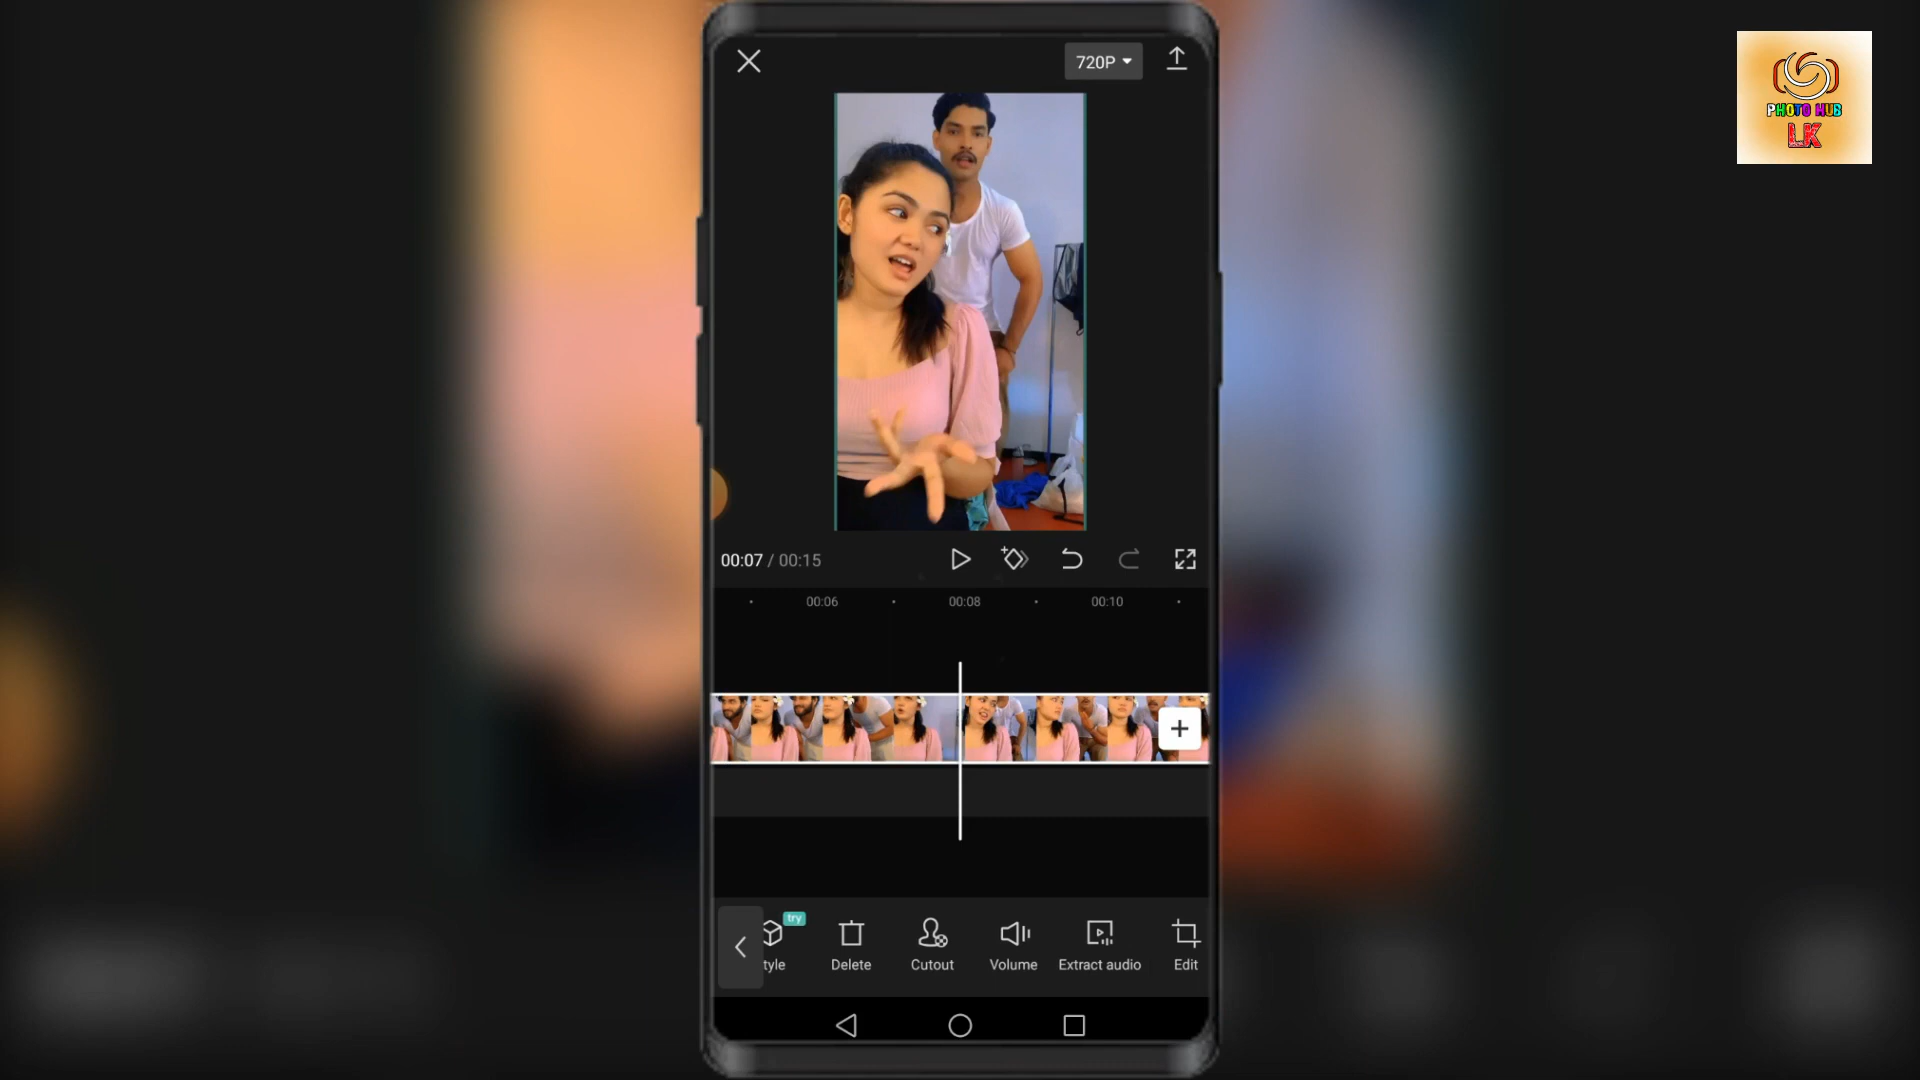 720P
PHOTO HUB
LK
00:07 / 00:15
00:06
00:08
00:10
try
tyle
Delete
Cutout
Volume
Extract audio
Edit